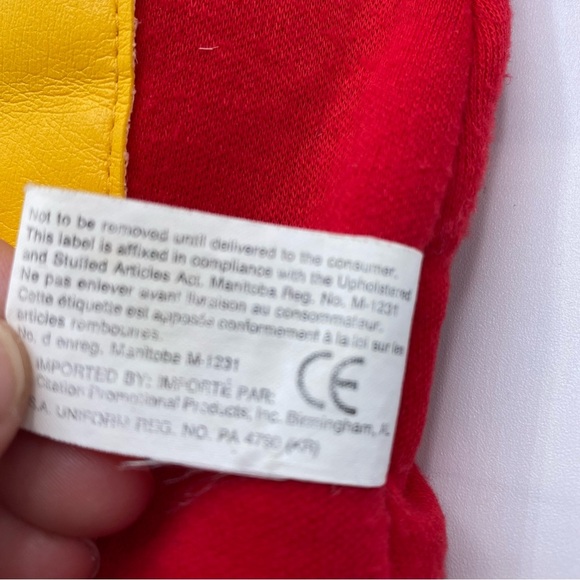 Not to be removed until delivered to the consumer.
This label is affixed in compliance with the Upholstered
and Stuffed Articles Act. Manitoba Reg. No. M-1231
Ne pas enlever avant livraison au consommateur.
Cette étiquette est apposée conformément à la loi sur les
articles rembourrés.
No. d'enreg. Manitoba M-1231
IMPORTED BY: IMPORTÉ PAR:
Promotional Products, Inc. Birmingham, AL
UNIFORM REG. NO. PA 4750 (KR)
CE